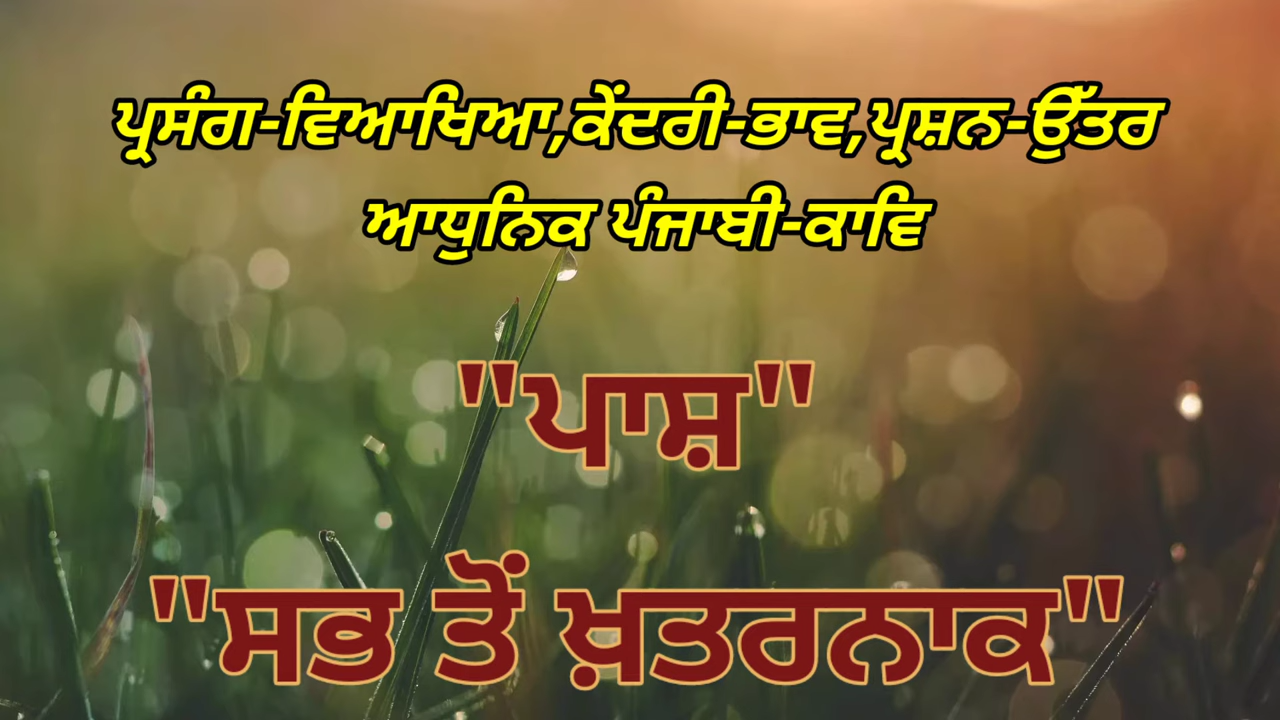 ਪ੍ਰਸੰਗ-ਵਿਆਖਿਆ,ਕੇਂਦਰੀ-ਭਾਵ,ਪ੍ਰਸ਼ਨ-ਉੱਤਰ
ਆਧੁਨਿਕ ਪੰਜਾਬੀ-ਕਾਵਿ
"ਪਾਸ਼"
"ਸਭ ਤੋਂ ਖ਼ਤਰਨਾਕ"